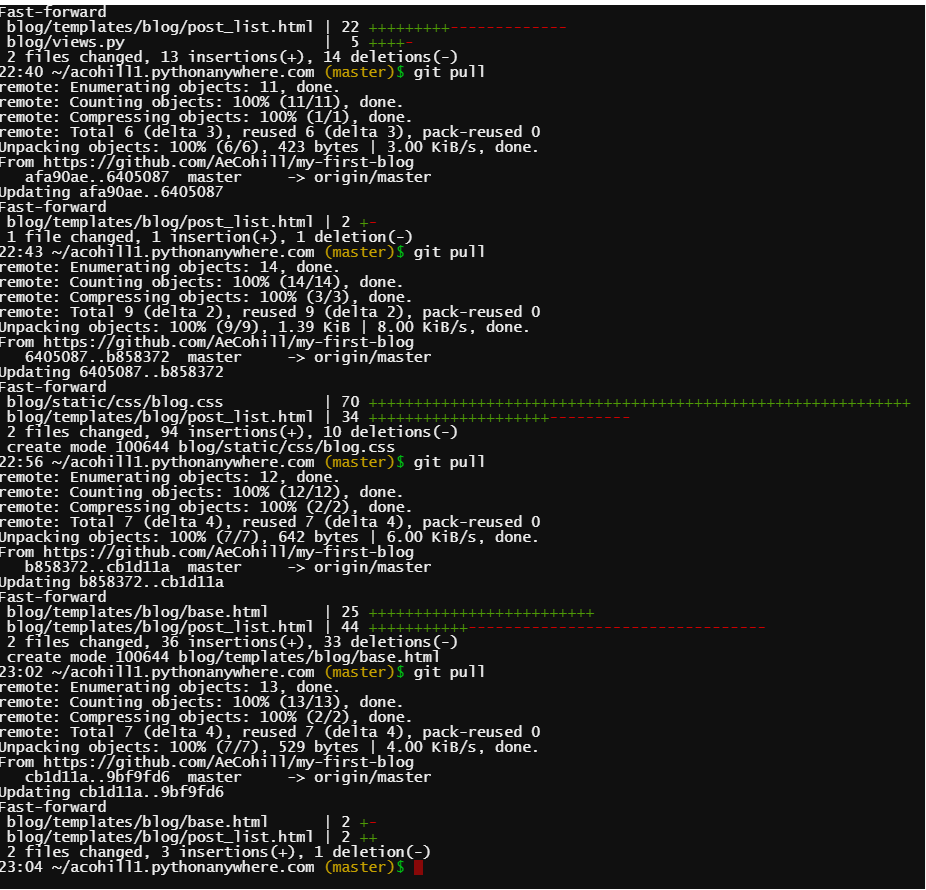 Fast-forward
 blog/templates/blog/post_list.html | 22 +++++++++-------------
 blog/views.py                      |  5 ++++-
 2 files changed, 13 insertions(+), 14 deletions(-)
22:40 ~/acohill1.pythonanywhere.com (master)$ git pull
remote: Enumerating objects: 11, done.
remote: Counting objects: 100% (11/11), done.
remote: Compressing objects: 100% (1/1), done.
remote: Total 6 (delta 3), reused 6 (delta 3), pack-reused 0
Unpacking objects: 100% (6/6), 423 bytes | 3.00 KiB/s, done.
From https://github.com/AeCohill/my-first-blog
   afa90ae..6405087  master     -> origin/master
Updating afa90ae..6405087
Fast-forward
 blog/templates/blog/post_list.html | 2 +-
 1 file changed, 1 insertion(+), 1 deletion(-)
22:43 ~/acohill1.pythonanywhere.com (master)$ git pull
remote: Enumerating objects: 14, done.
remote: Counting objects: 100% (14/14), done.
remote: Compressing objects: 100% (3/3), done.
remote: Total 9 (delta 2), reused 9 (delta 2), pack-reused 0
Unpacking objects: 100% (9/9), 1.39 KiB | 8.00 KiB/s, done.
From https://github.com/AeCohill/my-first-blog
   6405087..b858372  master     -> origin/master
Updating 6405087..b858372
Fast-forward
 blog/static/css/blog.css           | 70 ++++++++++++++++++++++++++++++++++++++++++++++++++++++++++++
 blog/templates/blog/post_list.html | 34 ++++++++++++++++++++---------
 2 files changed, 94 insertions(+), 10 deletions(-)
 create mode 100644 blog/static/css/blog.css
22:56 ~/acohill1.pythonanywhere.com (master)$ git pull
remote: Enumerating objects: 12, done.
remote: Counting objects: 100% (12/12), done.
remote: Compressing objects: 100% (2/2), done.
remote: Total 7 (delta 4), reused 7 (delta 4), pack-reused 0
Unpacking objects: 100% (7/7), 642 bytes | 6.00 KiB/s, done.
From https://github.com/AeCohill/my-first-blog
   b858372..cb1d11a  master     -> origin/master
Updating b858372..cb1d11a
Fast-forward
 blog/templates/blog/base.html      | 25 +++++++++++++++++++++++++
 blog/templates/blog/post_list.html | 44 +++++++++++---------------------------------
 2 files changed, 36 insertions(+), 33 deletions(-)
 create mode 100644 blog/templates/blog/base.html
23:02 ~/acohill1.pythonanywhere.com (master)$ git pull
remote: Enumerating objects: 13, done.
remote: Counting objects: 100% (13/13), done.
remote: Compressing objects: 100% (2/2), done.
remote: Total 7 (delta 4), reused 7 (delta 4), pack-reused 0
Unpacking objects: 100% (7/7), 529 bytes | 4.00 KiB/s, done.
From https://github.com/AeCohill/my-first-blog
   cb1d11a..9bf9fd6  master     -> origin/master
Updating cb1d11a..9bf9fd6
Fast-forward
 blog/templates/blog/base.html      | 2 +-
 blog/templates/blog/post_list.html | 2 ++
 2 files changed, 3 insertions(+), 1 deletion(-)
23:04 ~/acohill1.pythonanywhere.com (master)$